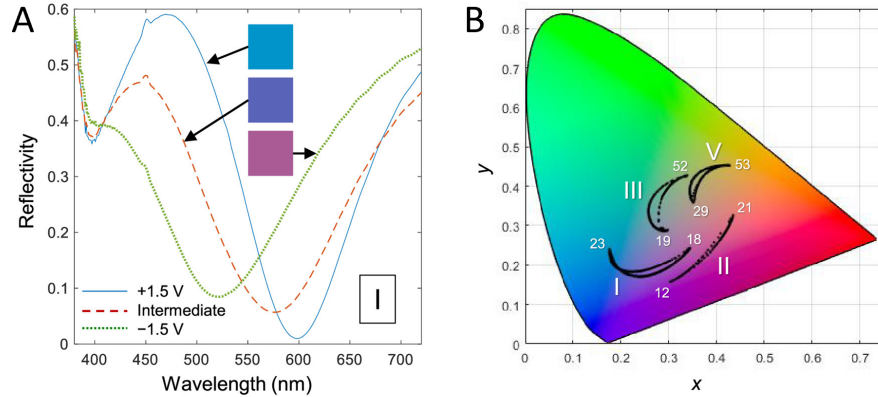 A
Reflectivity
0.6
0.5
0.4
0.3
0.2
0.1
0
400 450 500 550 600 650 700
Wavelength (nm)
+1.5 V
Intermediate
−1.5 V
I
B
y
0.8
0.7
0.6
0.5
0.4
0.3
0.2
0.1
0
0 0.1 0.2 0.3 0.4 0.5 0.6 0.7
x
52 V 53
III
29 21
19 18
23 II
I 12